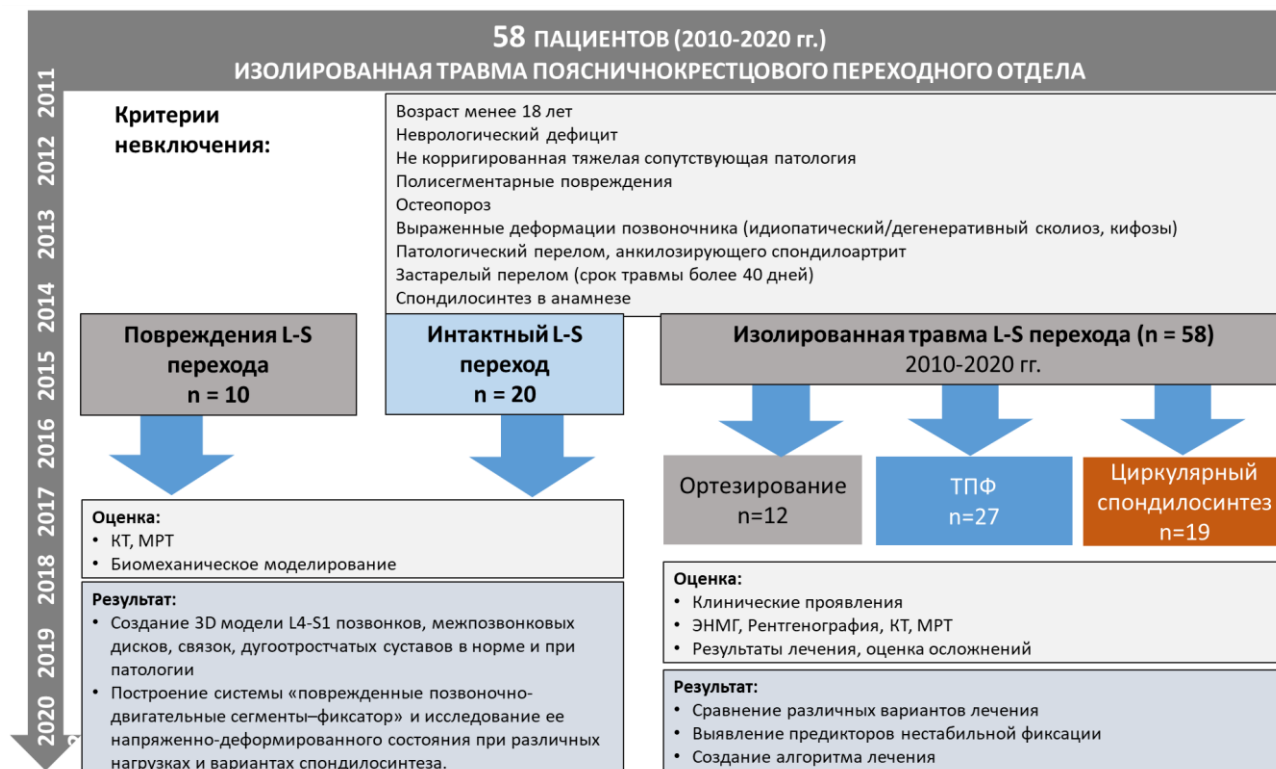 58 ПАЦИЕНТОВ (2010-2020 гг.)
ИЗОЛИРОВАННАЯ ТРАВМА ПОЯСНИЧНОКРЕСТЦОВОГО ПЕРЕХОДНОГО ОТДЕЛА
2011
2012
2013
2014
2015
2016
2017
2018
2019
2020
Критерии
невключения:
Возраст менее 18 лет
Неврологический дефицит
Не корригированная тяжелая сопутствующая патология
Полисегментарные повреждения
Остеопороз
Выраженные деформации позвоночника (идиопатический/дегенеративный сколиоз, кифозы)
Патологический перелом, анкилозирующего спондилоартрит
Застарелый перелом (срок травмы более 40 дней)
Спондилосинтез в анамнезе
Повреждения L-S
перехода
n = 10
Интактный L-S
переход
n = 20
Изолированная травма L-S перехода (n = 58)
2010-2020 гг.
Ортезирование
n=12
ТПФ
n=27
Циркулярный
спондилосинтез
n=19
Оценка:
• КТ, МРТ
• Биомеханическое моделирование
Результат:
• Создание 3D модели L4-S1 позвонков, межпозвонковых
дисков, связок, дугоотростчатых суставов в норме и при
патологии
• Построение системы «поврежденные позвоночно-
двигательные сегменты–фиксатор» и исследование ее
напряженно-деформированного состояния при различных
нагрузках и вариантах спондилосинтеза.
Оценка:
• Клинические проявления
• ЭНМГ, Рентгенография, КТ, МРТ
• Результаты лечения, оценка осложнений
Результат:
• Сравнение различных вариантов лечения
• Выявление предикторов нестабильной фиксации
• Создание алгоритма лечения